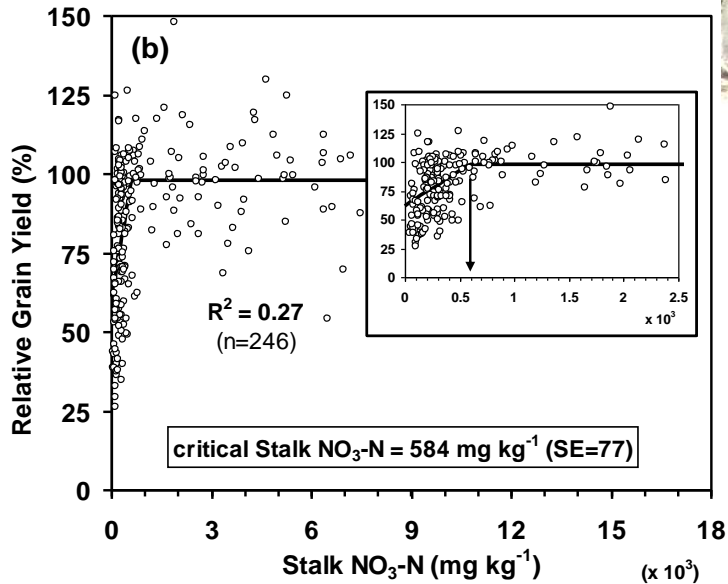 (b)
150
125
100
75
50
25
0
Relative Grain Yield (%)
R² = 0.27
(n=246)
150
125
100
75
50
25
0
0 0.5 1 1.5 2 2.5
x 10³
critical Stalk NO₃-N = 584 mg kg⁻¹ (SE=77)
0 3 6 9 12 15 18
Stalk NO₃-N (mg kg⁻¹)
(x 10³)